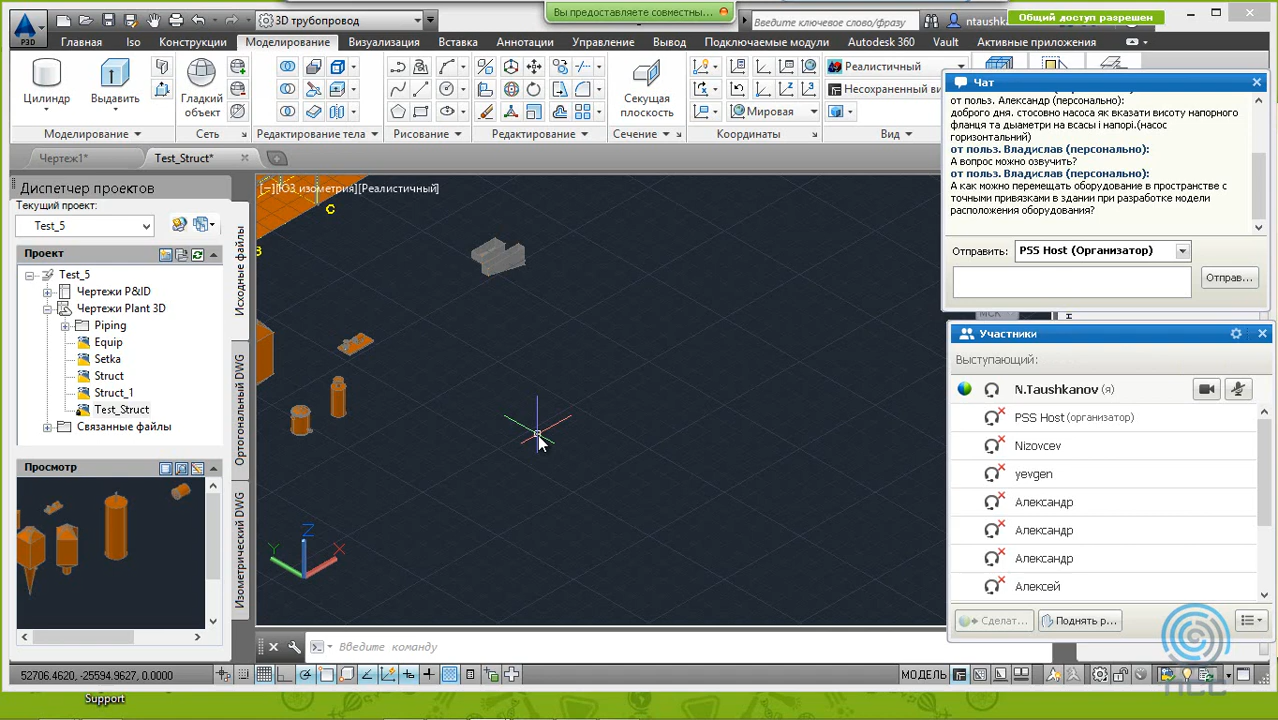 P3D
3D трубопровод
Вы предоставляете совместны...
Введите ключевое слово/фразу
ntaushka...
Общий доступ разрешен
Главная
Iso
Конструкции
Моделирование
Визуализация
Вставка
Аннотации
Управление
Вывод
Подключаемые модули
Autodesk 360
Vault
Активные приложения
Цилиндр
Выдавить
Гладкий
объект
Секущая
плоскость
Мировая
Реалистичный
Несохраненный ви
Моделирование
Сеть
Редактирование тела
Рисование
Редактирование
Сечение
Координаты
Вид
Чертеж1*
Test_Struct*
Диспетчер проектов
Текущий проект:
Test_5
Проект
Test_5
Чертежи P&ID
Чертежи Plant 3D
Piping
Equip
Setka
Struct
Struct_1
Test_Struct
Связанные файлы
Просмотр
Исходные файлы
Ортогональный DWG
Изометрический DWG
[−][ЮЗ изометрия][Реалистичный]
C
Z
Y
X
МСК
Чат
от польз. Александр (персонально):
доброго дня. стосовно насоса як вказати висоту напорного
фланця та дыаметри на всасы і напорі.(насос
горизонтальний)
от польз. Владислав (персонально):
А вопрос можно озвучить?
от польз. Владислав (персонально):
А как можно перемещать оборудование в пространстве с
точными привязками в здании при разработке модели
расположения оборудования?
Отправить:
PSS Host (Организатор)
Отправ...
Участники
Выступающий:
N.Taushkanov (я)
PSS Host (организатор)
Nizovcev
yevgen
Александр
Александр
Александр
Алексей
Сделат...
Поднять р...
Введите команду
52706.4620, -25594.9627, 0.0000
МОДЕЛЬ
Support